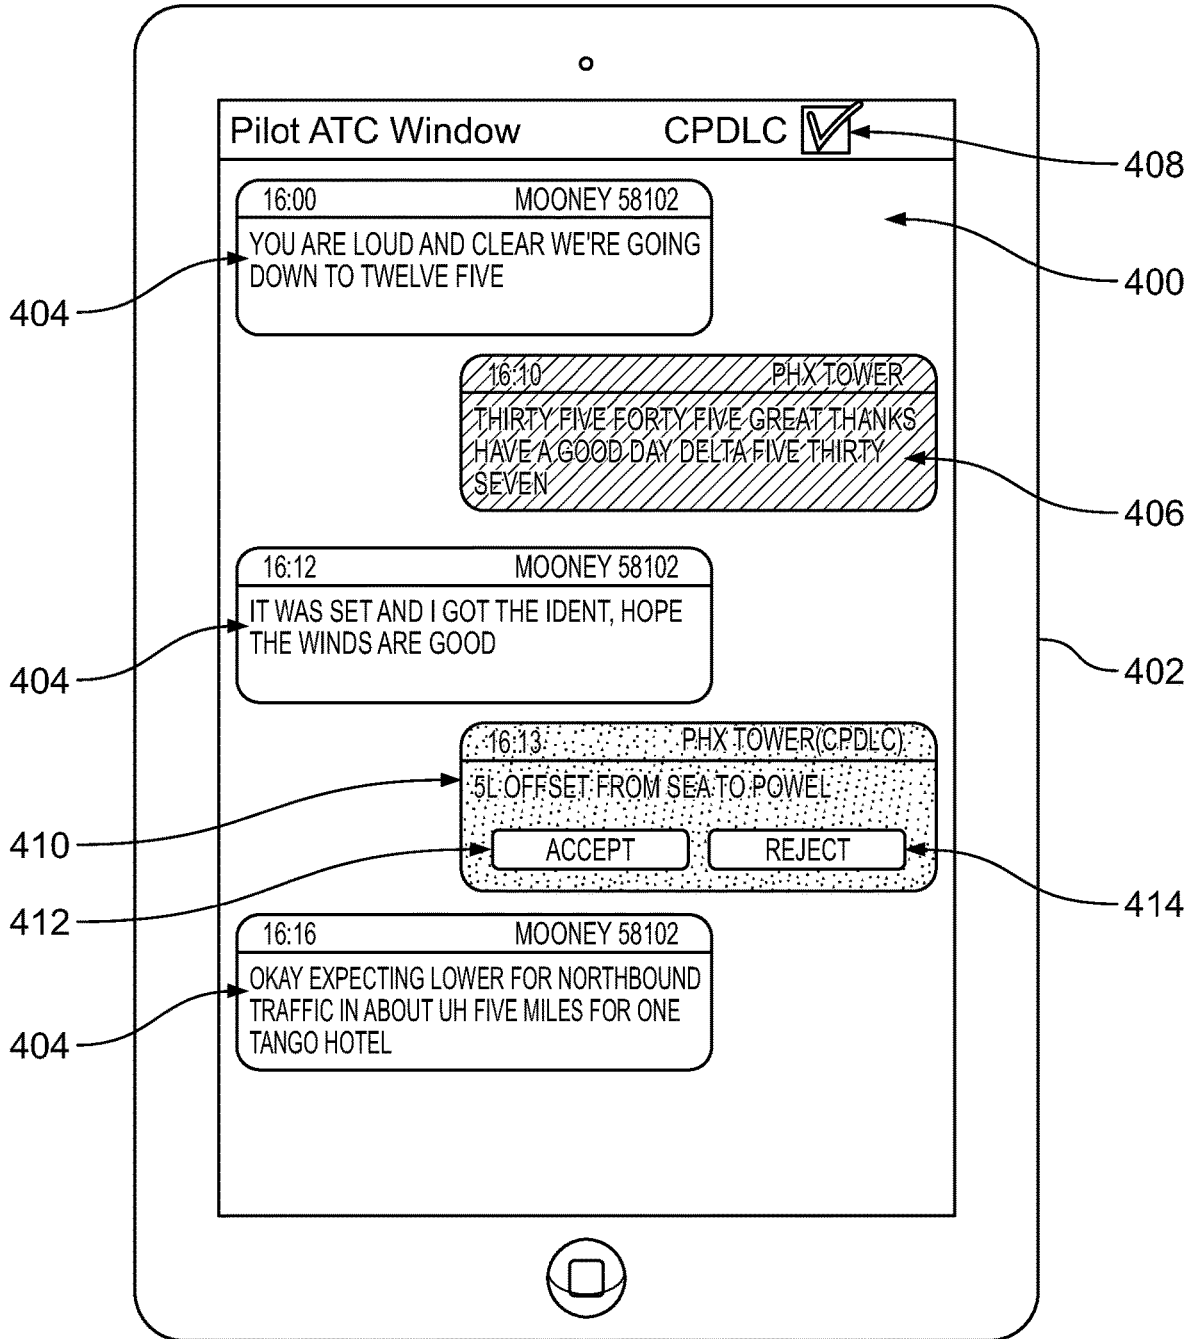 Pilot ATC Window CPDLC
408
16:00 MOONEY 58102
400
YOU ARE LOUD AND CLEAR WE'RE GOING
DOWN TO TWELVE FIVE
404
16:10 PHX TOWER
THIRTY FIVE FORTY FIVE GREAT THANKS
HAVE A GOOD DAY DELTA FIVE THIRTY
SEVEN
406
16:12 MOONEY 58102
IT WAS SET AND I GOT THE IDENT, HOPE
THE WINDS ARE GOOD
404
402
16:13 PHX TOWER(CPDLC)
5L OFFSET FROM SEA TO POWEL
410
ACCEPT REJECT
412
414
16:16 MOONEY 58102
OKAY EXPECTING LOWER FOR NORTHBOUND
TRAFFIC IN ABOUT UH FIVE MILES FOR ONE
TANGO HOTEL
404